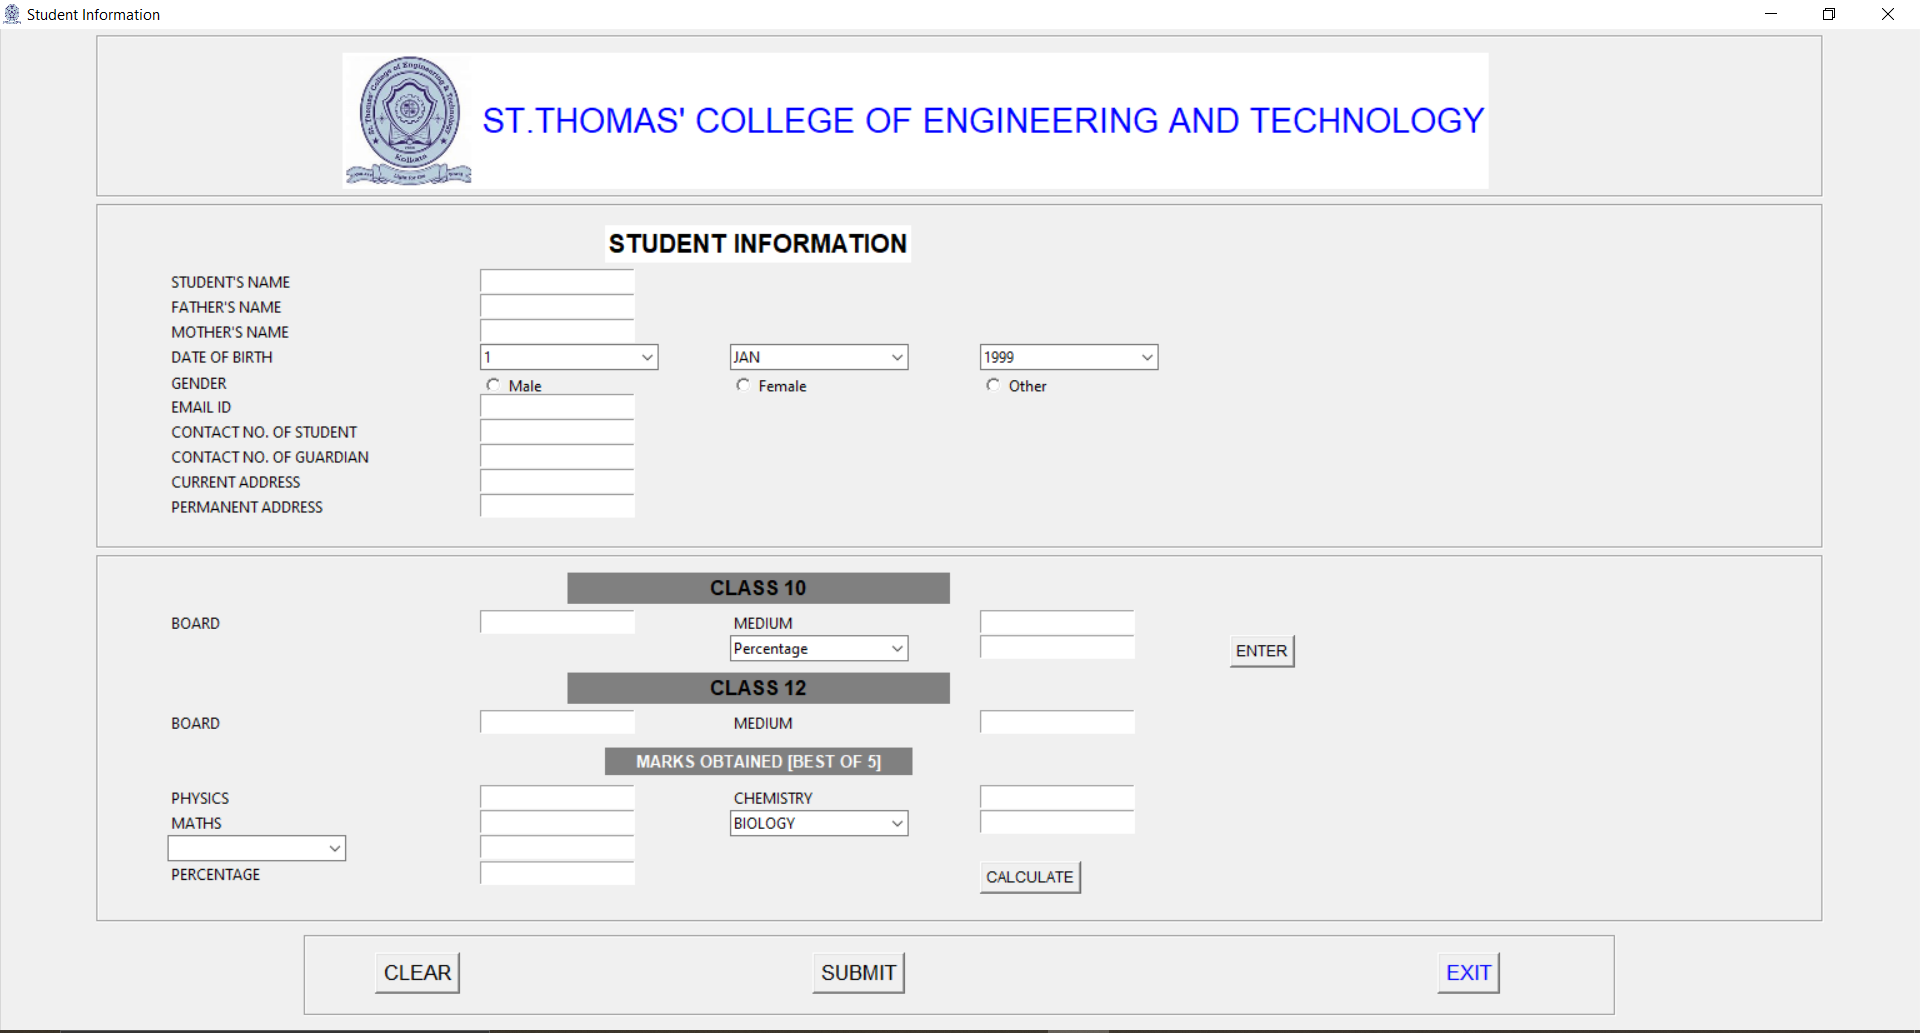 Student Information
St. Thomas' College of Engineering & Technology
Kolkata
ST.THOMAS' COLLEGE OF ENGINEERING AND TECHNOLOGY
STUDENT INFORMATION
STUDENT'S NAME
FATHER'S NAME
MOTHER'S NAME
DATE OF BIRTH 1 JAN 1999
GENDER Male Female Other
EMAIL ID
CONTACT NO. OF STUDENT
CONTACT NO. OF GUARDIAN
CURRENT ADDRESS
PERMANENT ADDRESS
CLASS 10
BOARD MEDIUM
Percentage ENTER
CLASS 12
BOARD MEDIUM
MARKS OBTAINED [BEST OF 5]
PHYSICS CHEMISTRY
MATHS BIOLOGY
PERCENTAGE CALCULATE
CLEAR SUBMIT EXIT